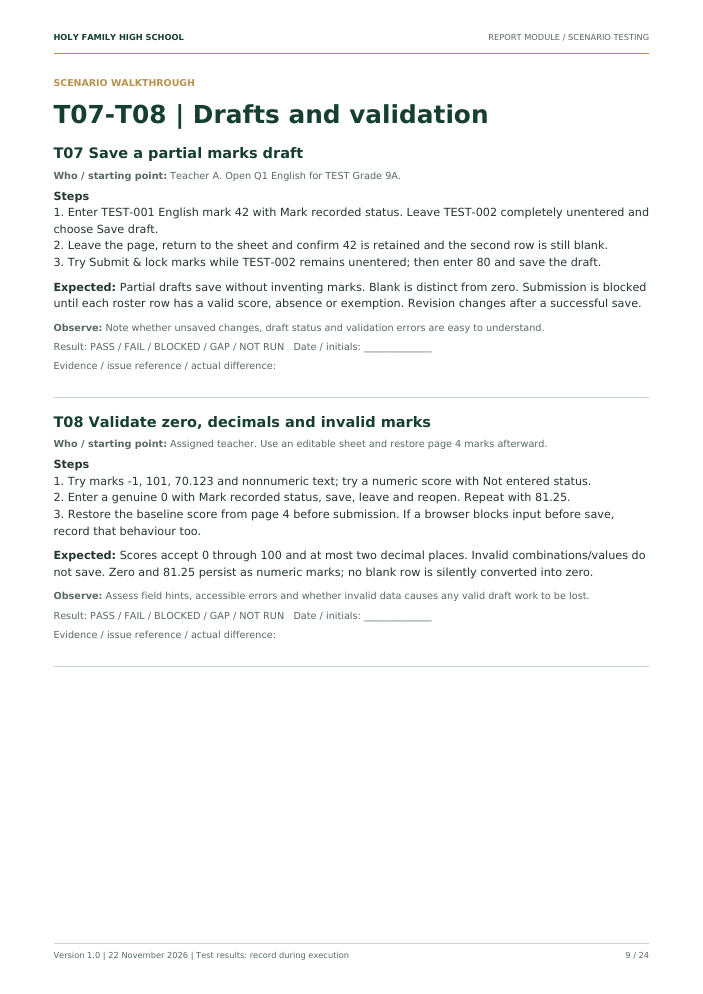 HOLY FAMILY HIGH SCHOOL
REPORT MODULE / SCENARIO TESTING
SCENARIO WALKTHROUGH
T07-T08 | Drafts and validation
T07 Save a partial marks draft
Who / starting point: Teacher A. Open Q1 English for TEST Grade 9A.
Steps
1. Enter TEST-001 English mark 42 with Mark recorded status. Leave TEST-002 completely unentered and
choose Save draft.
2. Leave the page, return to the sheet and confirm 42 is retained and the second row is still blank.
3. Try Submit & lock marks while TEST-002 remains unentered; then enter 80 and save the draft.
Expected: Partial drafts save without inventing marks. Blank is distinct from zero. Submission is blocked
until each roster row has a valid score, absence or exemption. Revision changes after a successful save.
Observe: Note whether unsaved changes, draft status and validation errors are easy to understand.
Result: PASS / FAIL / BLOCKED / GAP / NOT RUN   Date / initials: ______________
Evidence / issue reference / actual difference:
T08 Validate zero, decimals and invalid marks
Who / starting point: Assigned teacher. Use an editable sheet and restore page 4 marks afterward.
Steps
1. Try marks -1, 101, 70.123 and nonnumeric text; try a numeric score with Not entered status.
2. Enter a genuine 0 with Mark recorded status, save, leave and reopen. Repeat with 81.25.
3. Restore the baseline score from page 4 before submission. If a browser blocks input before save,
record that behaviour too.
Expected: Scores accept 0 through 100 and at most two decimal places. Invalid combinations/values do
not save. Zero and 81.25 persist as numeric marks; no blank row is silently converted into zero.
Observe: Assess field hints, accessible errors and whether invalid data causes any valid draft work to be lost.
Result: PASS / FAIL / BLOCKED / GAP / NOT RUN   Date / initials: ______________
Evidence / issue reference / actual difference:
Version 1.0 | 22 November 2026 | Test results: record during execution
9 / 24